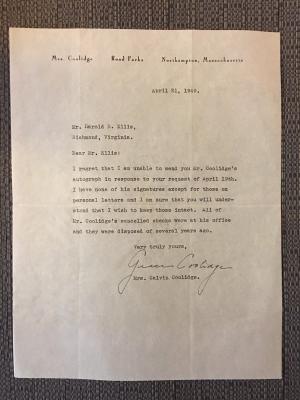 Mrs. Coolidge Road Forks Northampton, Massachusetts
April 21, 1949.
Mr. Harold D. Ellis,
Richmond, Virginia.
Dear Mr. Ellis:
I regret that I am unable to send you Mr. Coolidge's
autograph in response to your request of April 19th.
I have none of his signatures except for those on
personal letters and I am sure that you will under-
stand that I wish to keep those intact. All of
Mr. Coolidge's cancelled checks were at his office
and they were disposed of several years ago.
Very truly yours,
Grace Coolidge
Mrs. Calvin Coolidge.